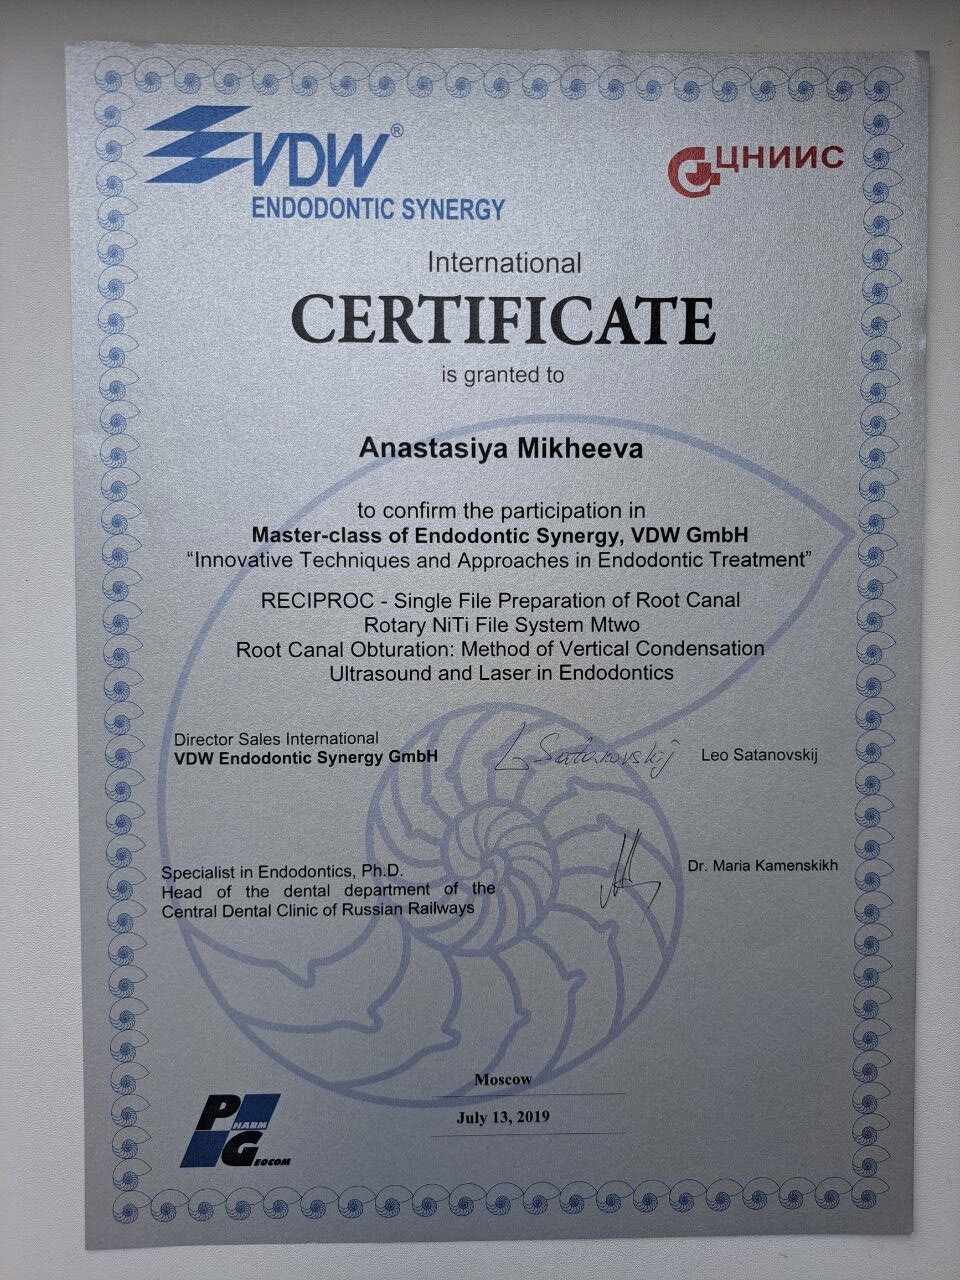 VDW®
ENDODONTIC SYNERGY
ЦНИИС
International
CERTIFICATE
is granted to
Anastasiya Mikheeva
to confirm the participation in
Master-class of Endodontic Synergy, VDW GmbH
“Innovative Techniques and Approaches in Endodontic Treatment”
RECIPROC - Single File Preparation of Root Canal
Rotary NiTi File System Mtwo
Root Canal Obturation: Method of Vertical Condensation
Ultrasound and Laser in Endodontics
Director Sales International
VDW Endodontic Synergy GmbH
L Satanovskij
Leo Satanovskij
Specialist in Endodontics, Ph.D.
Head of the dental department of the
Central Dental Clinic of Russian Railways
Dr. Maria Kamenskikh
Moscow
July 13, 2019
PHARM
GEOCOM